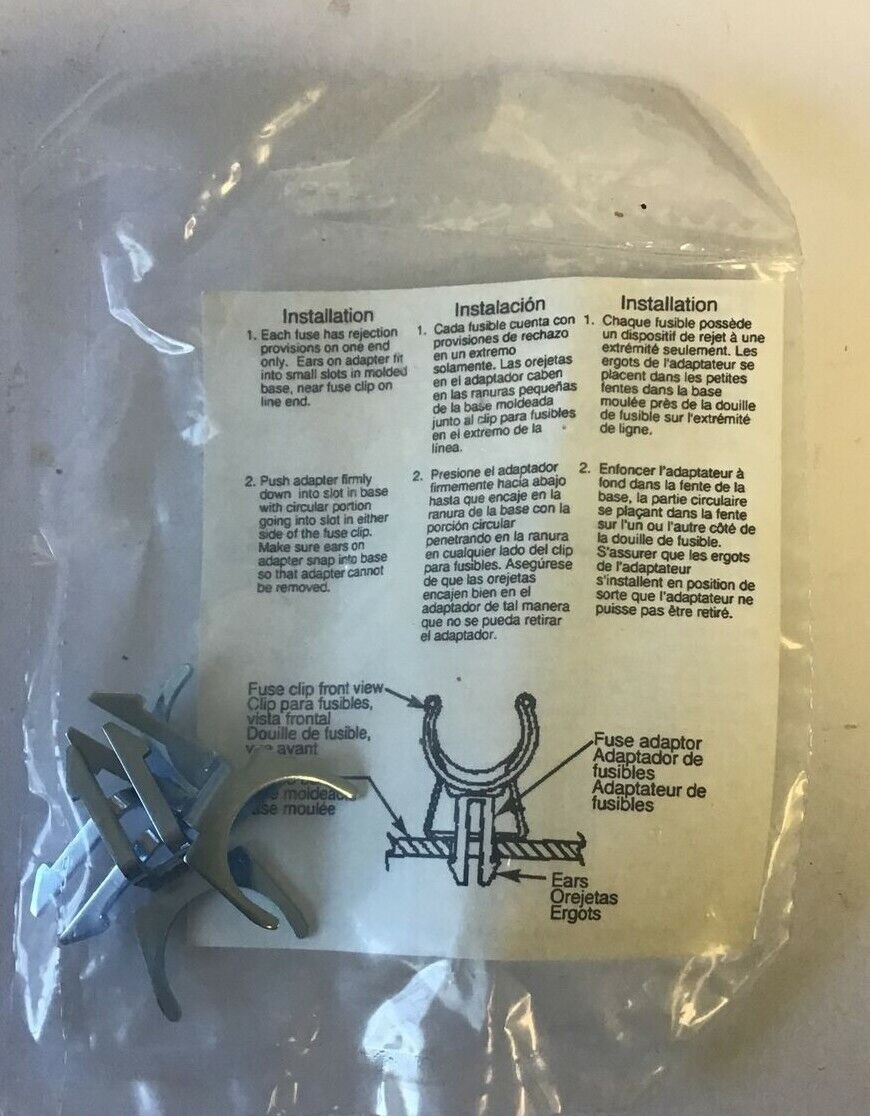 Installation
1. Each fuse has rejection
provisions on one end
only. Ears on adapter fit
into small slots in molded
base, near fuse clip on
line end.
2. Push adapter firmly
down into slot in base
with circular portion
going into slot in either
side of the fuse clip.
Make sure ears on
adapter snap into base
so that adapter cannot
be removed.
Instalación
1. Cada fusible cuenta con
provisiones de rechazo
en un extremo
solamente. Las orejetas
en el adaptador caben
en las ranuras pequeñas
de la base moldeada
junto al clip para fusibles
en el extremo de la
línea.
2. Presione el adaptador
firmemente hacia abajo
hasta que encaje en la
ranura de la base con la
porción circular
penetrando en la ranura
en cualquier lado del clip
para fusibles. Asegúrese
de que las orejetas
encajen bien en el
adaptador de tal manera
que no se pueda retirar
el adaptador.
Installation
1. Chaque fusible possède
un dispositif de rejet à une
extrémité seulement. Les
ergots de l'adaptateur se
placent dans les petites
fentes dans la base
moulée près de la douille
de fusible sur l'extrémité
de ligne.
2. Enfoncer l'adaptateur à
fond dans la fente de la
base, la partie circulaire
se plaçant dans la fente
sur l'un ou l'autre côté de
la douille de fusible.
S'assurer que les ergots
de l'adaptateur
s'installent en position de
sorte que l'adaptateur ne
puisse pas être retiré.
Fuse clip front view
Clip para fusibles,
vista frontal
Douille de fusible,
avant
moulée
Fuse adaptor
Adaptador de
fusibles
Adaptateur de
fusibles
Ears
Orejetas
Ergots